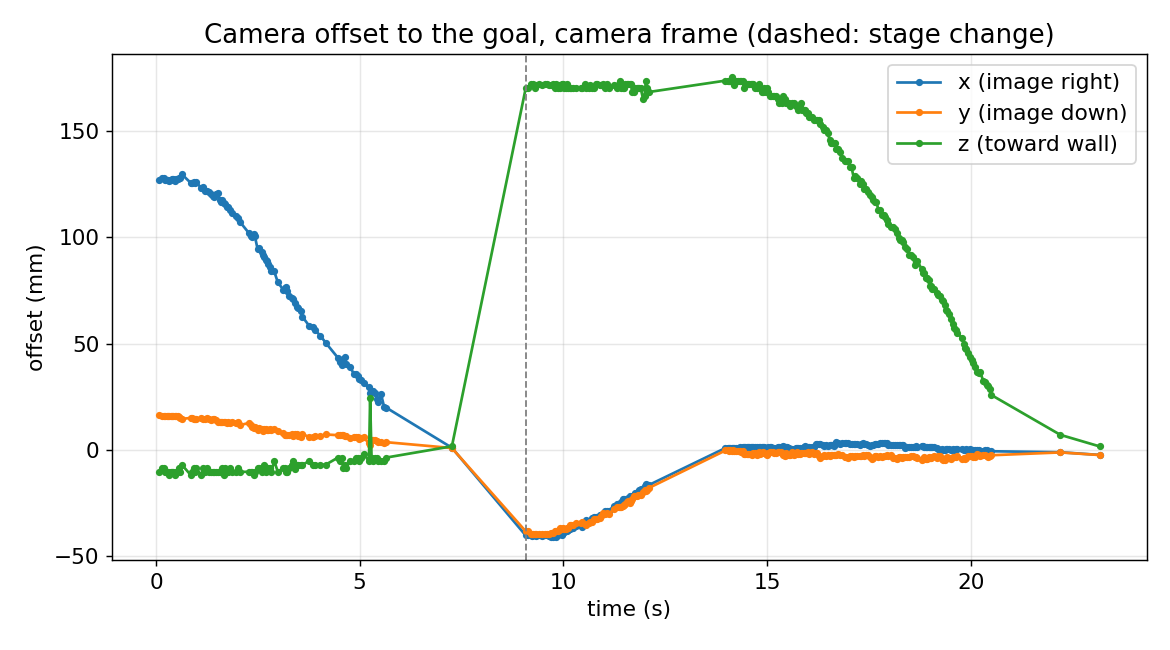 Camera offset to the goal, camera frame (dashed: stage change)
x (image right)
y (image down)
z (toward wall)
150
100
50
0
−50
offset (mm)
0 5 10 15 20
time (s)